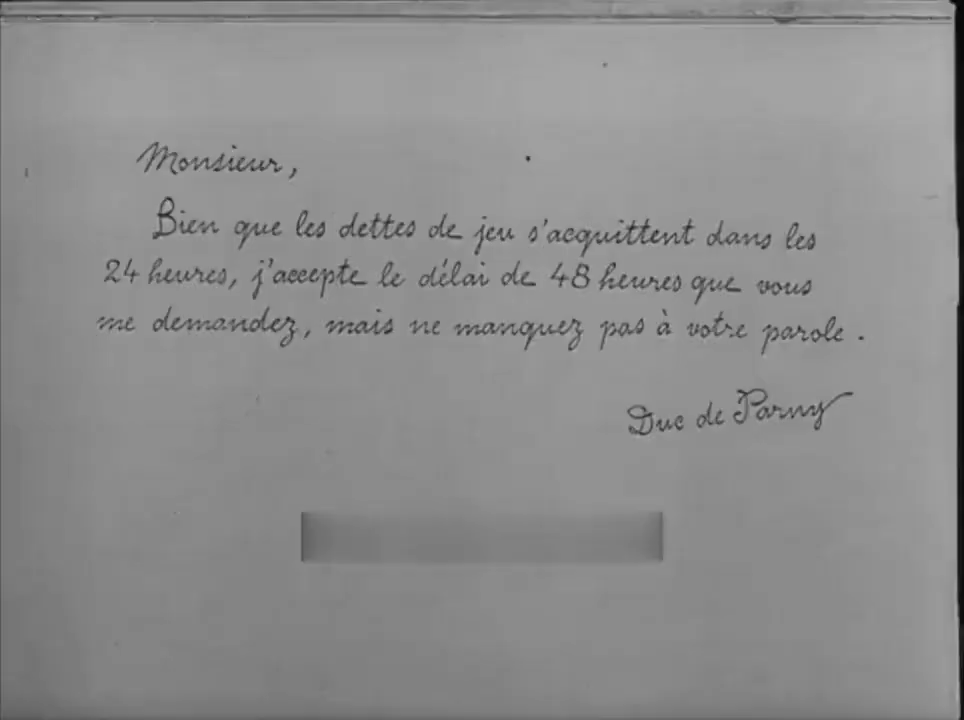 Monsieur,
Bien que les dettes de jeu s'acquittent dans les
24 heures, j'accepte le délai de 48 heures que vous
me demandez, mais ne manquez pas à votre parole.
Duc de Parny